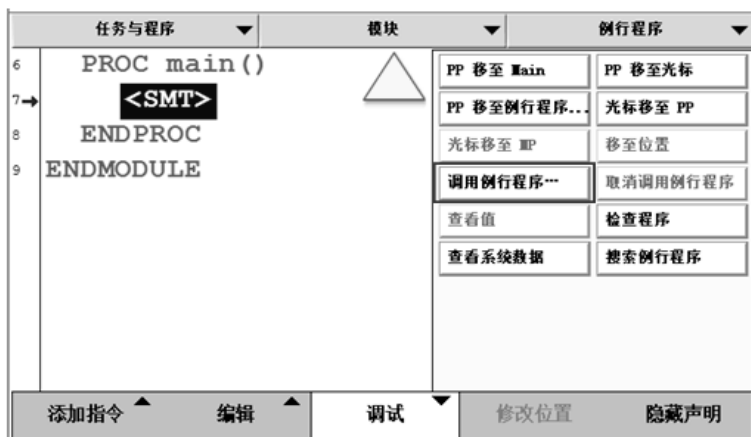 任务与程序 模块 例行程序
6 PROC main()
7 <SMT>
8 ENDPROC
9 ENDMODULE
PP 移至 Main PP 移至光标
PP 移至例行程序... 光标移至 PP
光标移至 MP 移至位置
调用例行程序… 取消调用例行程序
查看值 检查程序
查看系统数据 搜索例行程序
添加指令 编辑 调试 修改位置 隐藏声明